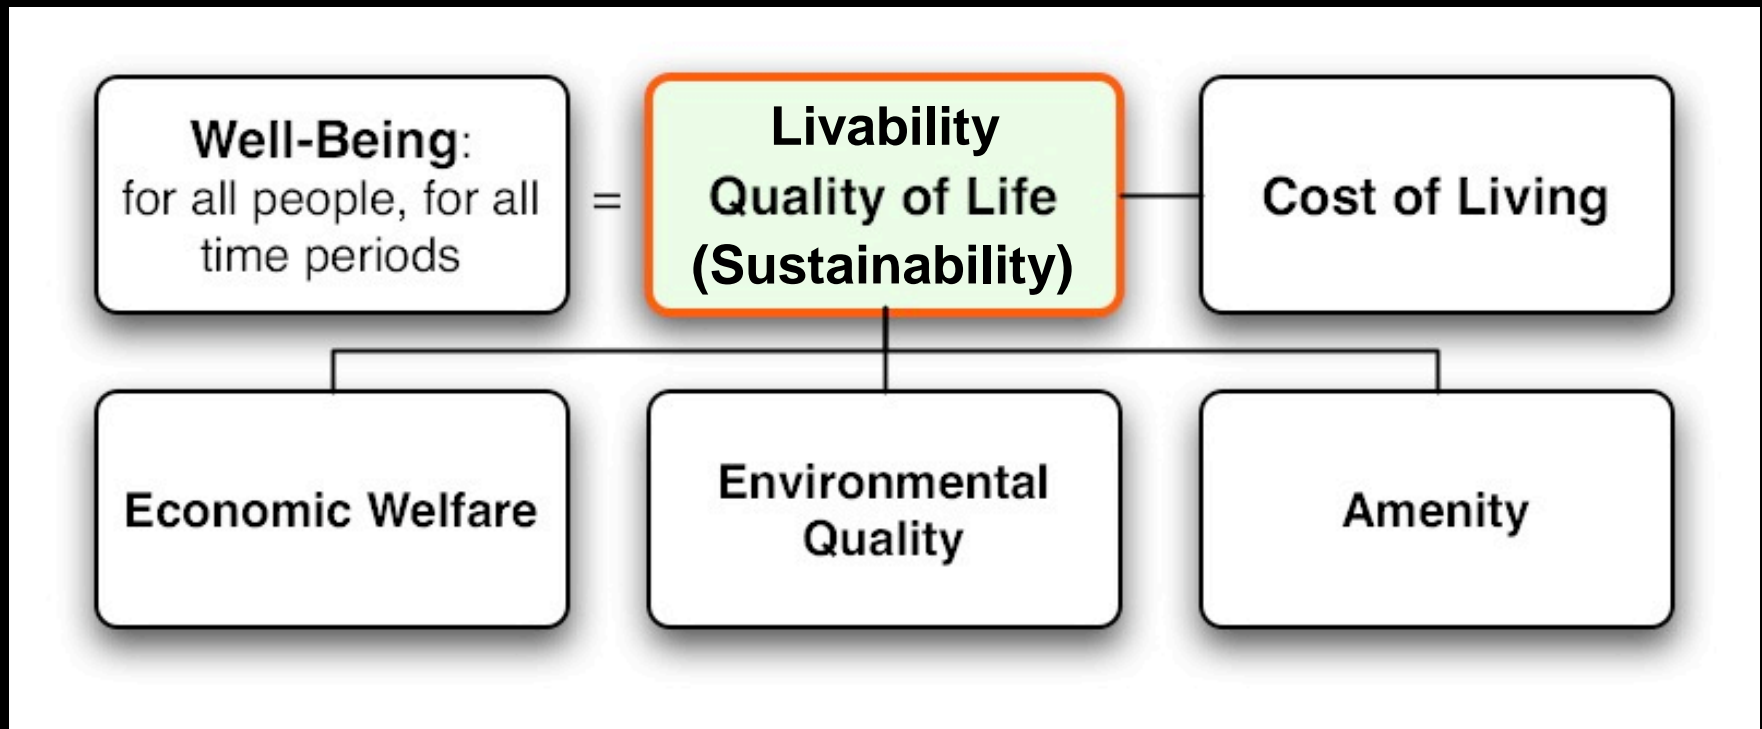 Well-Being:
for all people, for all
time periods
=
Livability
Quality of Life
(Sustainability)
Cost of Living
Economic Welfare
Environmental
Quality
Amenity